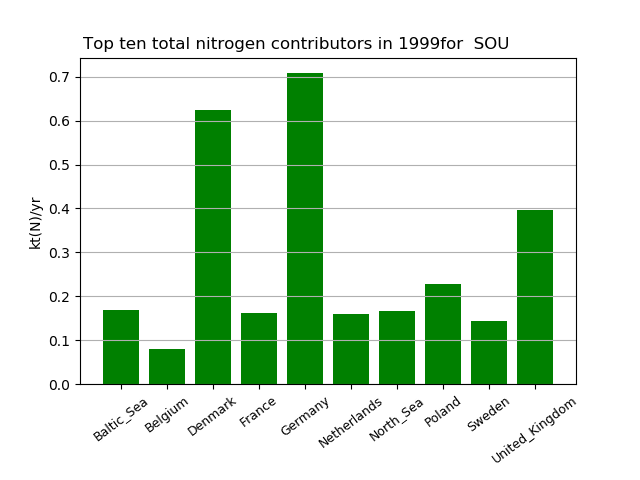 Top ten total nitrogen contributors in 1999for  SOU
kt(N)/yr
0.7
0.6
0.5
0.4
0.3
0.2
0.1
0.0
Baltic_Sea
Belgium
Denmark
France
Germany
Netherlands
North_Sea
Poland
Sweden
United_Kingdom